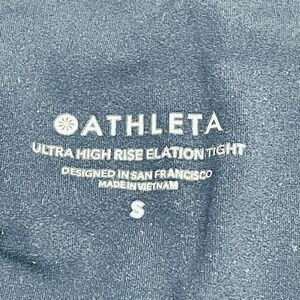 ATHLETA
ULTRA HIGH RISE ELATION TIGHT
DESIGNED IN SAN FRANCISCO
MADE IN VIETNAM
S